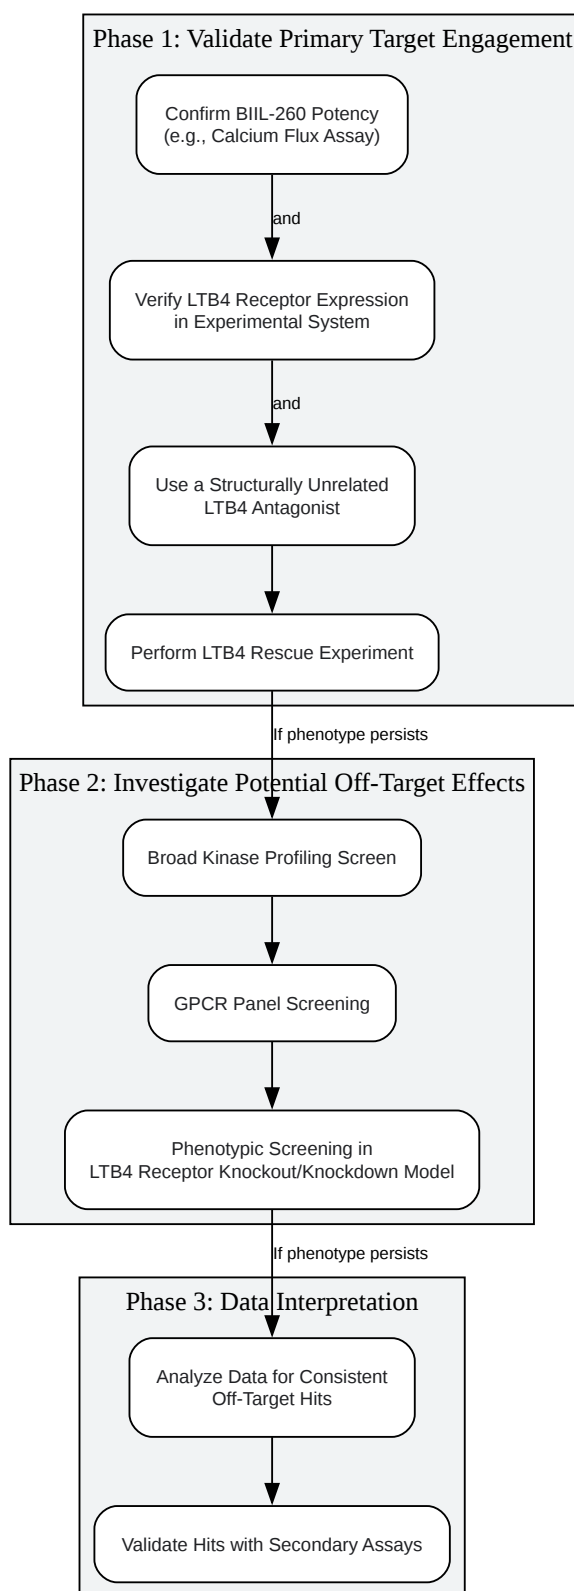 Phase 1: Validate Primary Target Engagement
Confirm BIIL-260 Potency
(e.g., Calcium Flux Assay)
and
Verify LTB4 Receptor Expression
in Experimental System
and
Use a Structurally Unrelated
LTB4 Antagonist
Perform LTB4 Rescue Experiment
If phenotype persists
Phase 2: Investigate Potential Off-Target Effects
Broad Kinase Profiling Screen
GPCR Panel Screening
Phenotypic Screening in
LTB4 Receptor Knockout/Knockdown Model
If phenotype persists
Phase 3: Data Interpretation
Analyze Data for Consistent
Off-Target Hits
Validate Hits with Secondary Assays